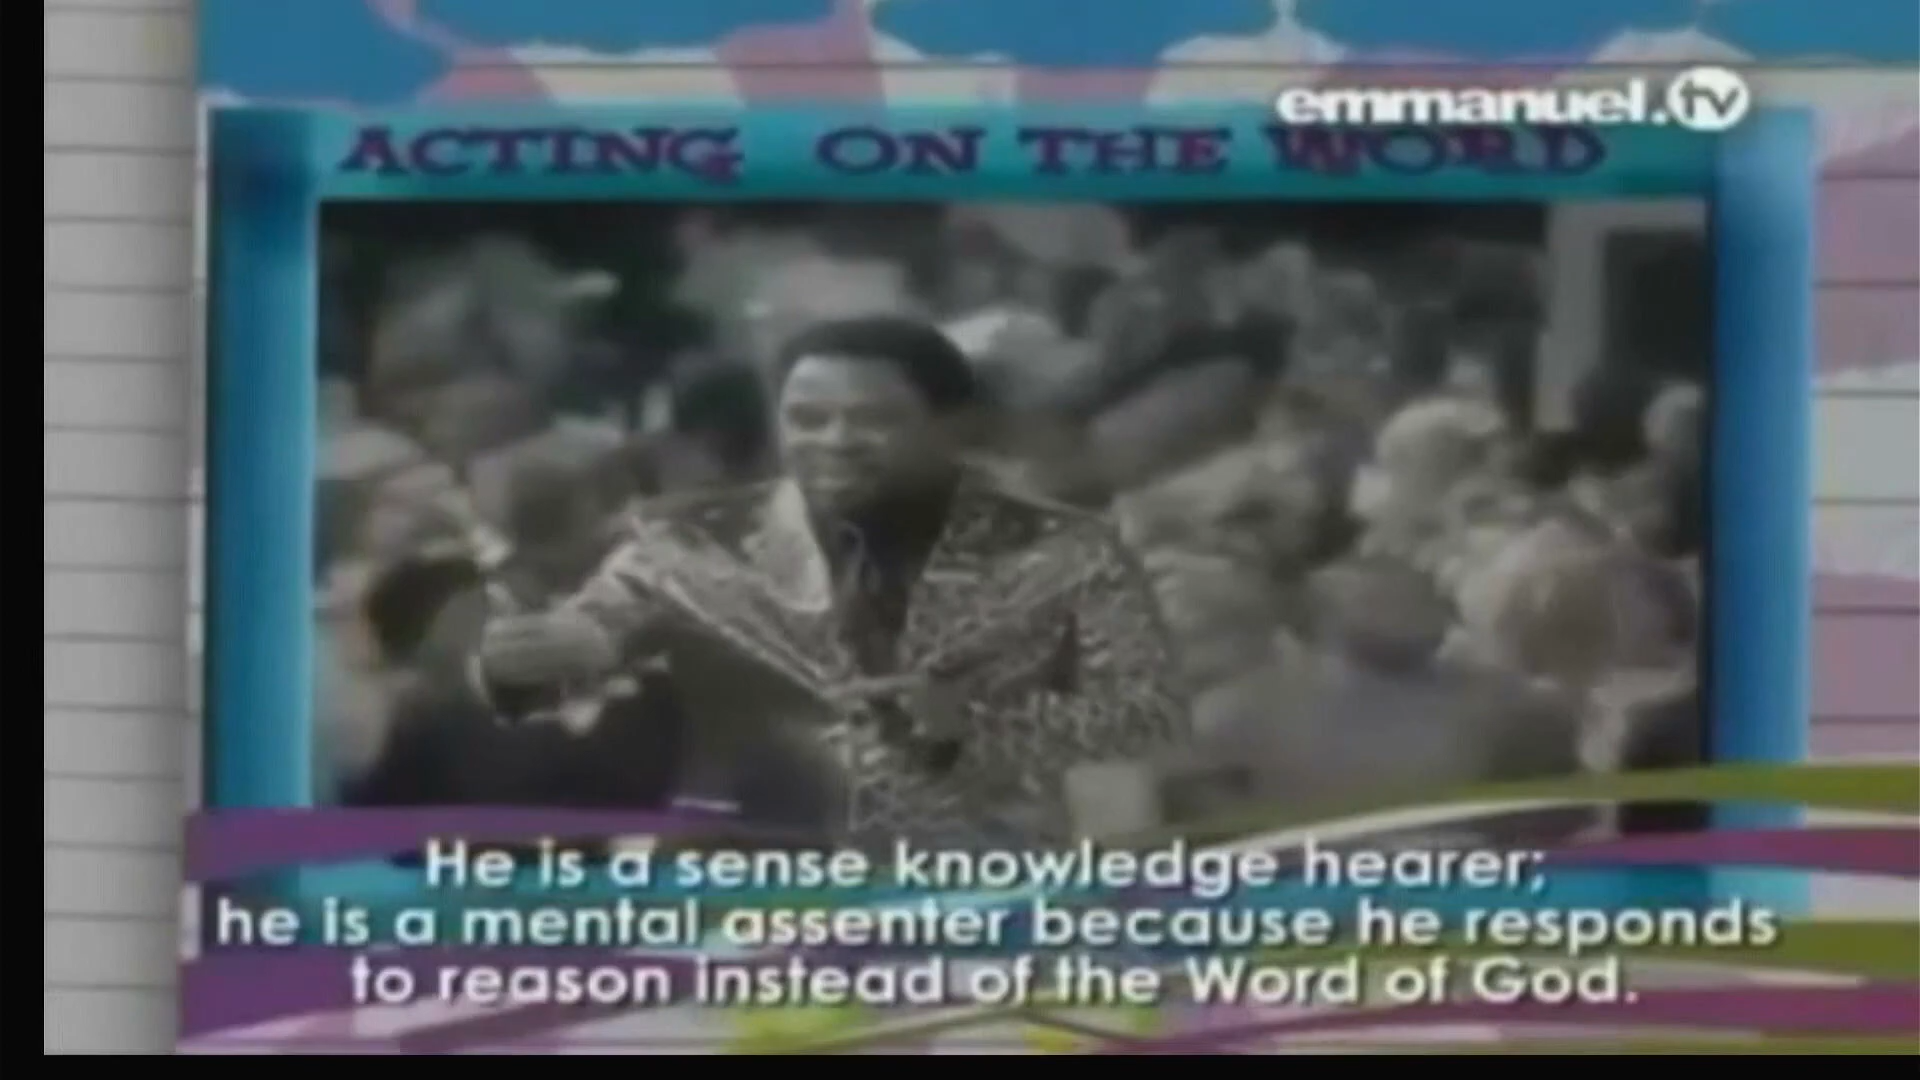 emmanuel.tv
ACTING ON THE WORD
He is a sense knowledge hearer;
he is a mental assenter because he responds
to reason instead of the Word of God.